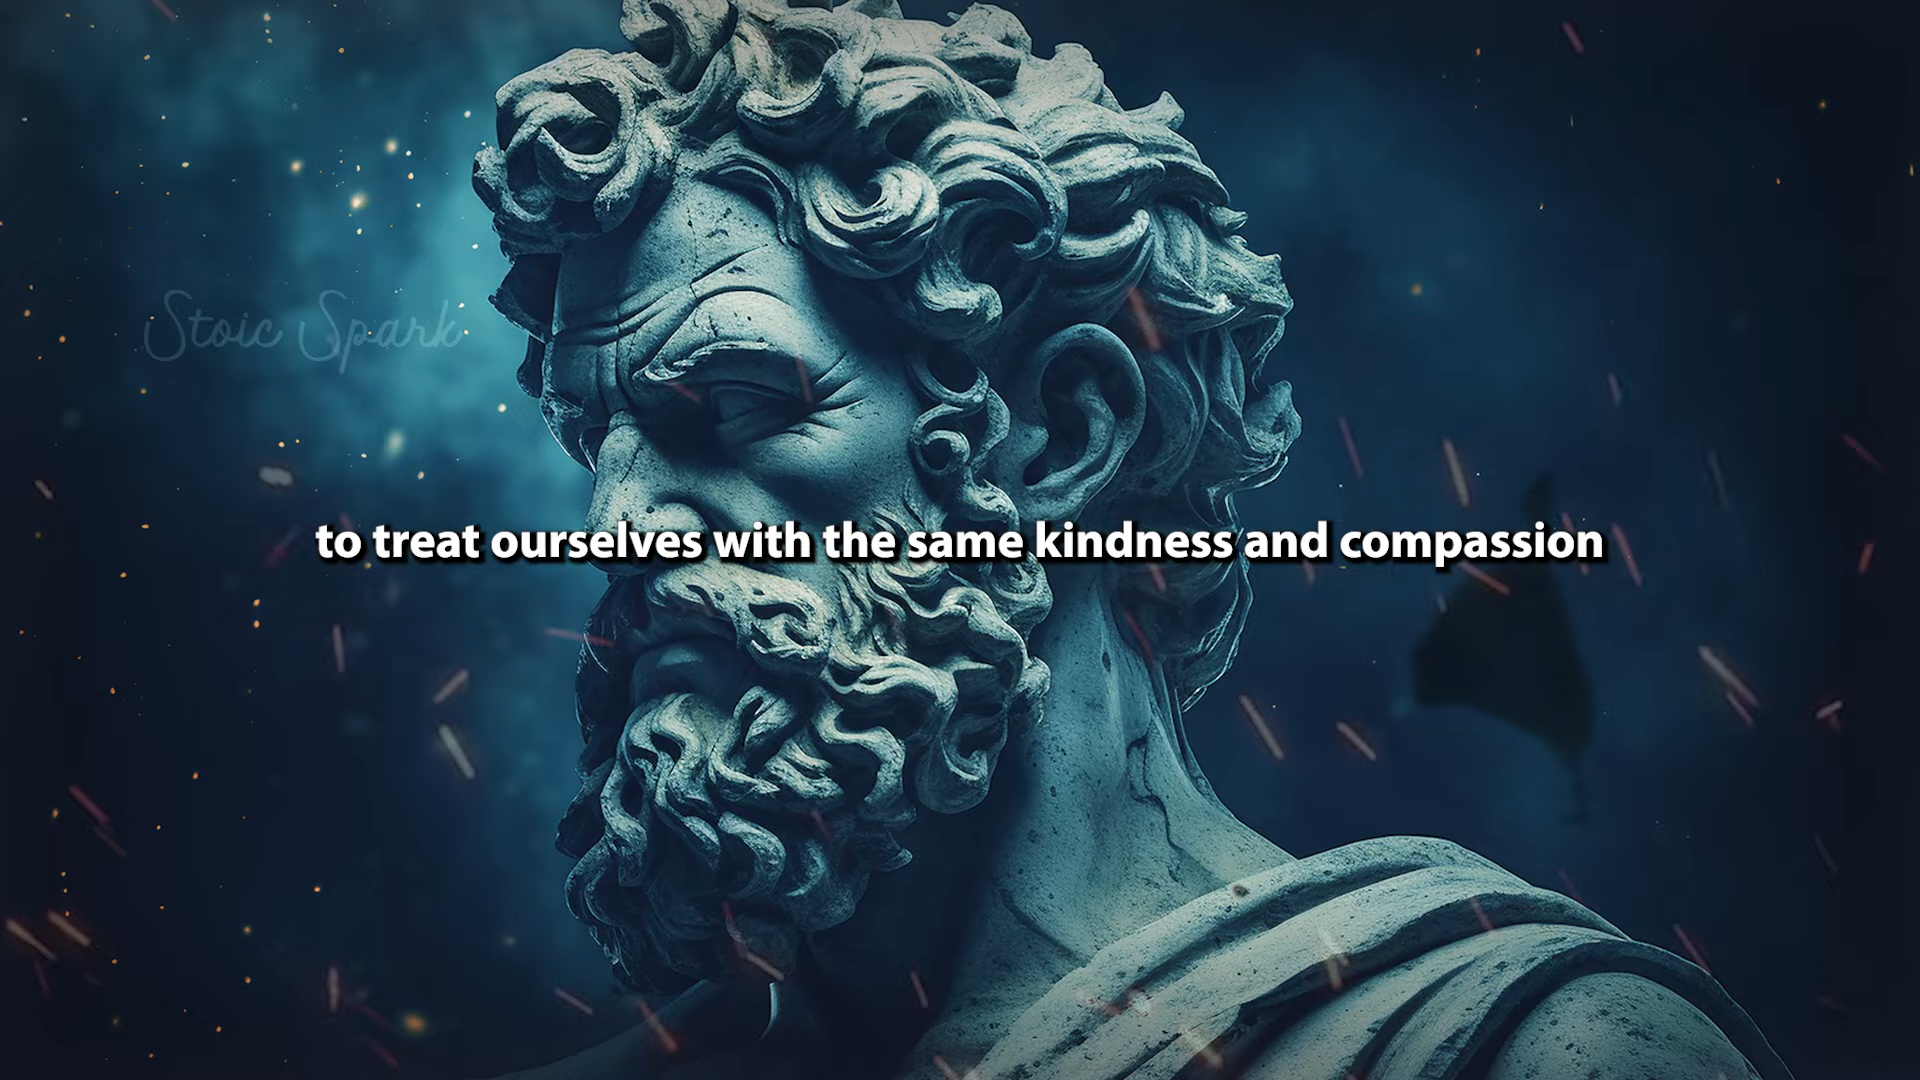 Stoic Spark
to treat ourselves with the same kindness and compassion